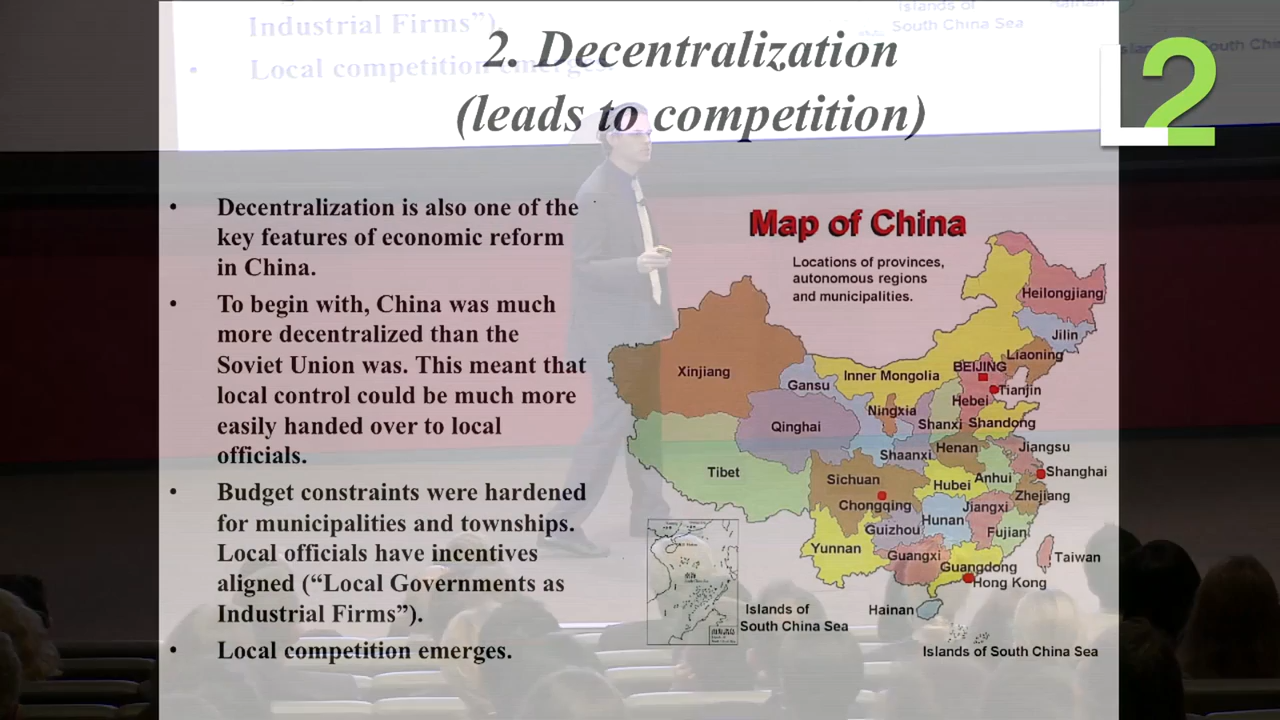 Industrial Firms”).
• Local competition emerges.
Islands of
South China Sea
2. Decentralization
(leads to competition)
L2
• Decentralization is also one of the
key features of economic reform
in China.
• To begin with, China was much
more decentralized than the
Soviet Union was. This meant that
local control could be much more
easily handed over to local
officials.
• Budget constraints were hardened
for municipalities and townships.
Local officials have incentives
aligned (“Local Governments as
Industrial Firms”).
• Local competition emerges.
Map of China
Locations of provinces,
autonomous regions
and municipalities.
Heilongjiang
Jilin
Liaoning
BEIJING
Xinjiang
Inner Mongolia
Gansu
Tianjin
Hebei
Ningxia
Shanxi
Shandong
Qinghai
Henan
Jiangsu
Shaanxi
Tibet
Shanghai
Sichuan
Anhui
Hubei
Zhejiang
Chongqing
Jiangxi
Hunan
Guizhou
Fujian
Yunnan
Guangxi
Taiwan
Guangdong
Hong Kong
Hainan
Islands of
South China Sea
Islands of South China Sea